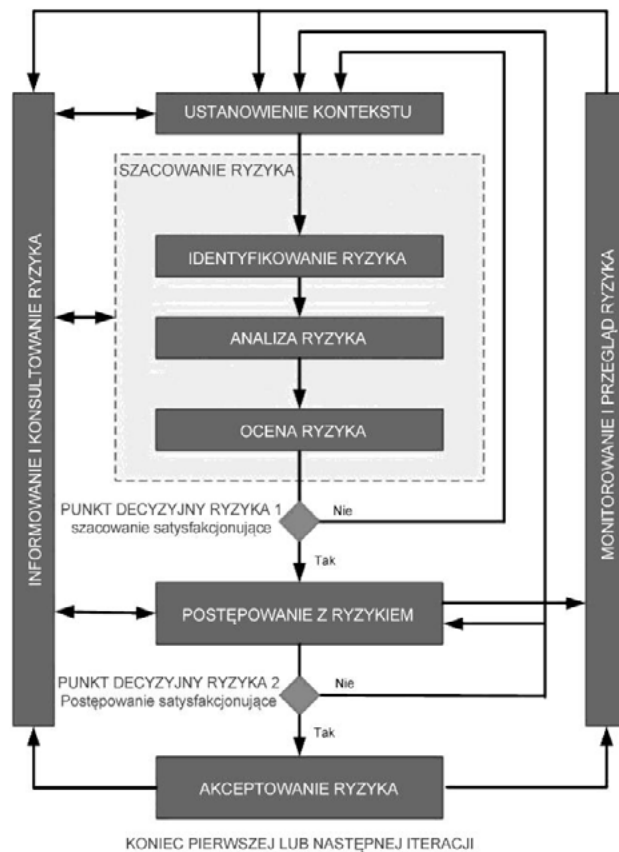 USTANOWIENIE KONTEKSTU
SZACOWANIE RYZYKA
IDENTYFIKOWANIE RYZYKA
ANALIZA RYZYKA
OCENA RYZYKA
INFORMOWANIE I KONSULTOWANIE RYZYKA
MONITOROWANIE I PRZEGLĄD RYZYKA
PUNKT DECYZYJNY RYZYKA 1
szacowanie satysfakcjonujące
Nie
Tak
POSTĘPOWANIE Z RYZYKIEM
PUNKT DECYZYJNY RYZYKA 2
Postępowanie satysfakcjonujące
Nie
Tak
AKCEPTOWANIE RYZYKA
KONIEC PIERWSZEJ LUB NASTĘPNEJ ITERACJI